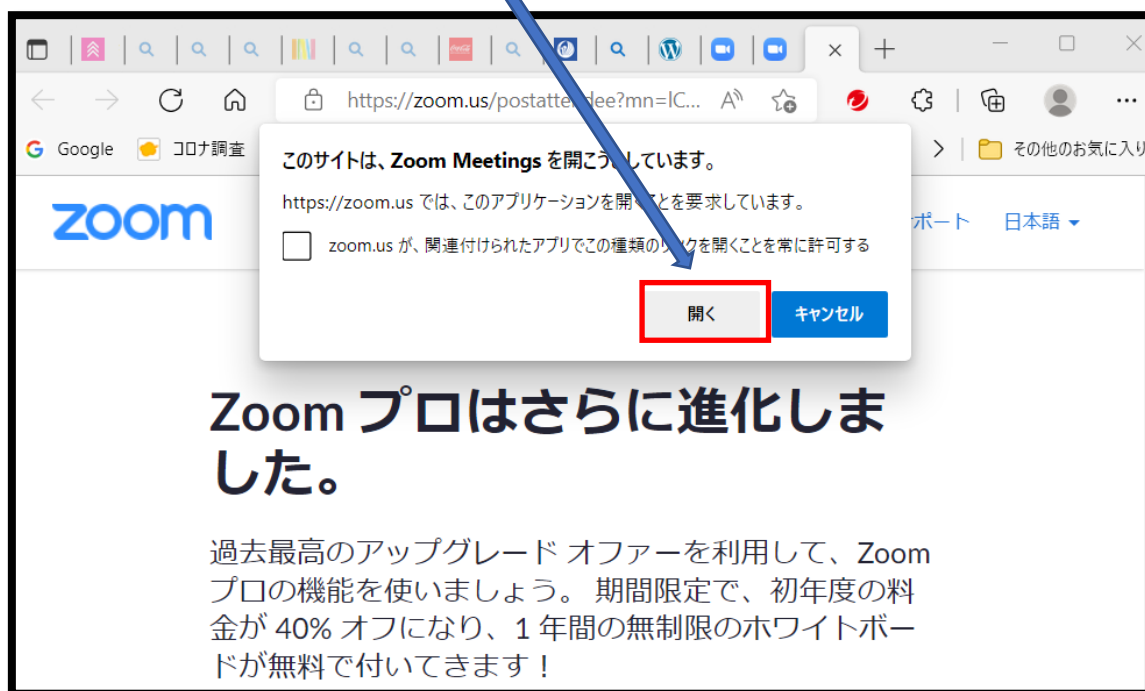 https://zoom.us/postattendee?mn=lC...
Google コロナ調査 その他のお気に入り
このサイトは、Zoom Meetings を開こうとしています。
https://zoom.us では、このアプリケーションを開くことを要求しています。
zoom.us が、関連付けられたアプリでこの種類のリンクを開くことを常に許可する
開く キャンセル
zoom ポート 日本語
Zoom プロはさらに進化しま
した。
過去最高のアップグレード オファーを利用して、Zoom
プロの機能を使いましょう。 期間限定で、初年度の料
金が 40% オフになり、1 年間の無制限のホワイトボー
ドが無料で付いてきます！